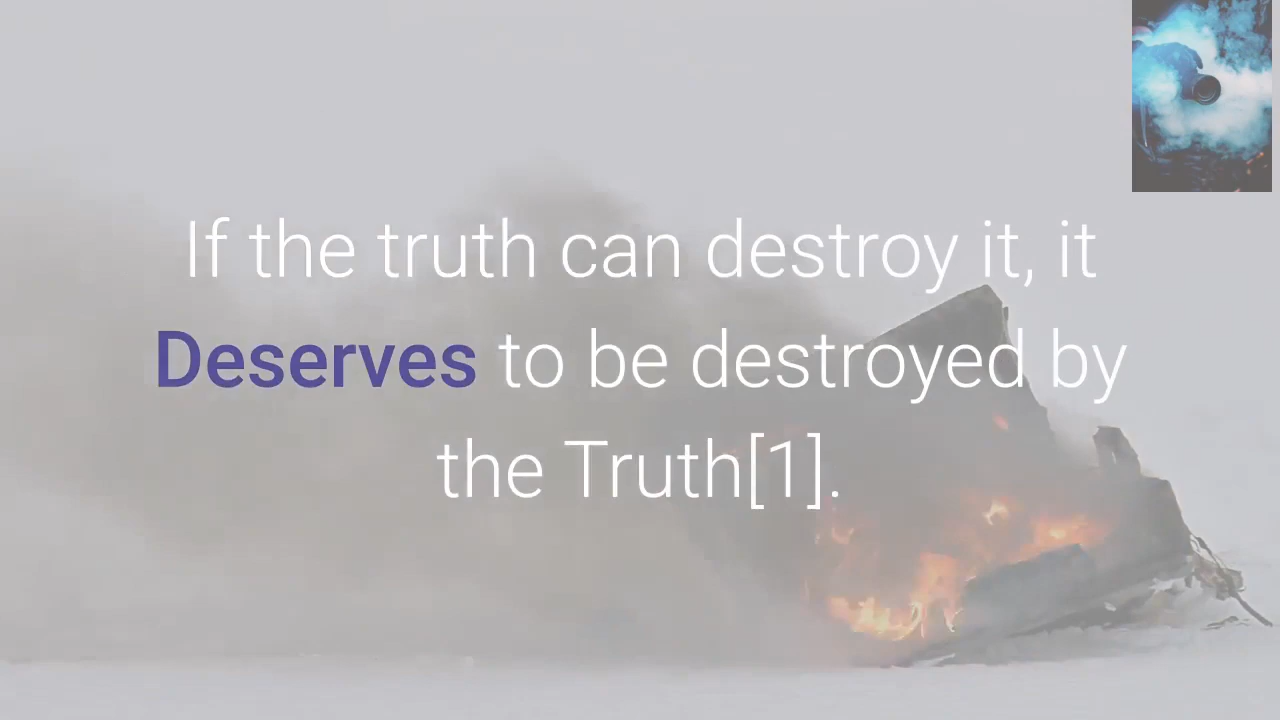 If the truth can destroy it, it
Deserves to be destroyed by
the Truth[1].